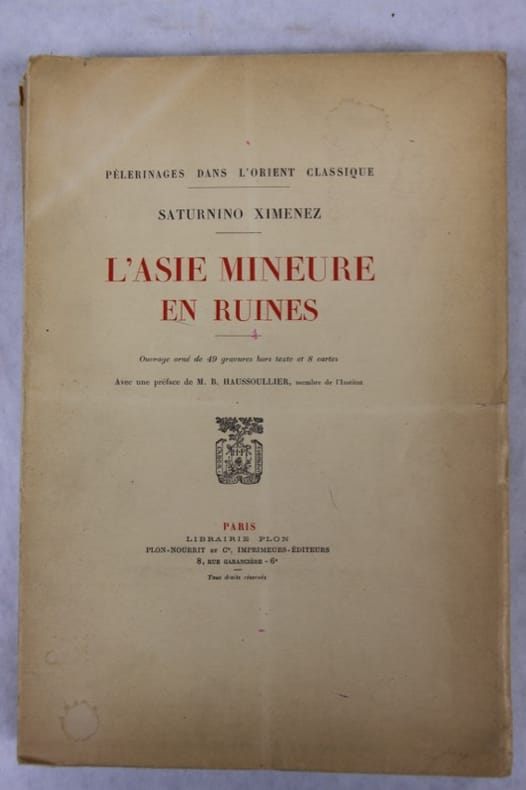 PÈLERINAGES DANS L'ORIENT CLASSIQUE
SATURNINO XIMENEZ
L'ASIE MINEURE
EN RUINES
Ouvrage orné de 49 gravures hors texte et 8 cartes
Avec une préface de M. B. HAUSSOULLIER, membre de l'Institut
PARIS
LIBRAIRIE PLON
PLON-NOURRIT ET Cⁱᵉ, IMPRIMEURS-ÉDITEURS
8, RUE GARANCIÈRE - 6ᵉ
Tous droits réservés